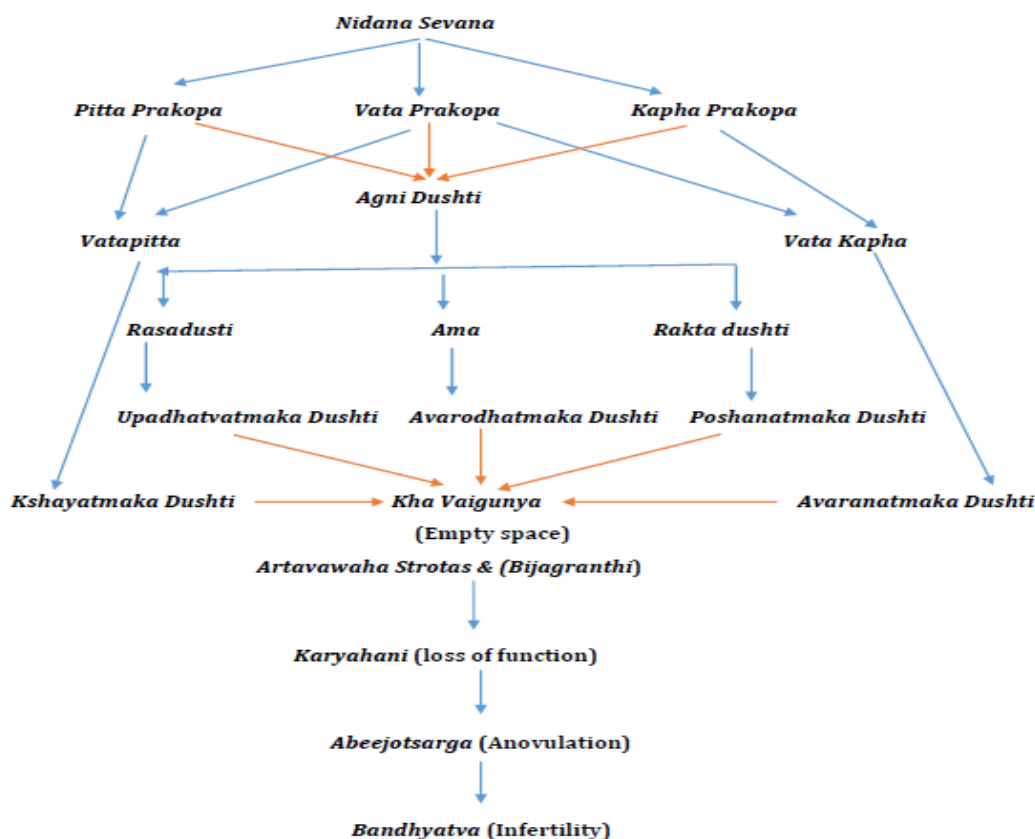 Nidana Sevana
Pitta Prakopa Vata Prakopa Kapha Prakopa
Agni Dushti
Vatapitta Vata Kapha
Rasadusti Ama Rakta dushti
Upadhatvatmaka Dushti Avarodhatmaka Dushti Poshanatmaka Dushti
Kshayatmaka Dushti Kha Vaigunya Avaranatmaka Dushti
(Empty space)
Artavawaha Strotas & (Bijagranthi)
Karyahani (loss of function)
Abeejotsarga (Anovulation)
Bandhyatva (Infertility)